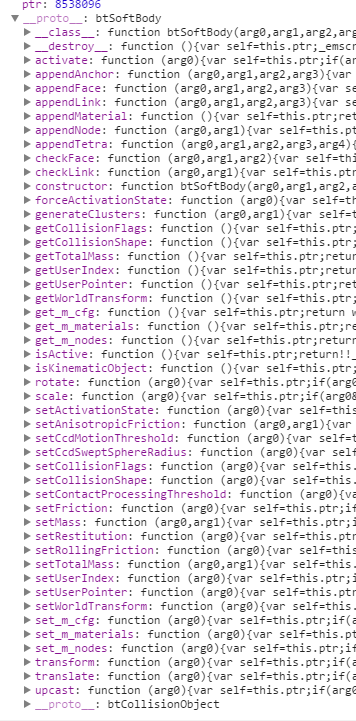 ptr: 8538096
▼__proto__: btSoftBody
▶__class__: function btSoftBody(arg0,arg1,arg2,arg
▶__destroy__: function (){var self=this.ptr;_emsc
▶activate: function (arg0){var self=this.ptr;if(a
▶appendAnchor: function (arg0,arg1,arg2,arg3){var
▶appendFace: function (arg0,arg1,arg2,arg3){var s
▶appendLink: function (arg0,arg1,arg2,arg3){var s
▶appendMaterial: function (){var self=this.ptr;ret
▶appendNode: function (arg0,arg1){var self=this.pt
▶appendTetra: function (arg0,arg1,arg2,arg3,arg4){
▶checkFace: function (arg0,arg1,arg2){var self=thi
▶checkLink: function (arg0,arg1){var self=this.ptr
▶constructor: function btSoftBody(arg0,arg1,arg2,a
▶forceActivationState: function (arg0){var self=th
▶generateClusters: function (arg0,arg1){var self=t
▶getCollisionFlags: function (){var self=this.ptr;
▶getCollisionShape: function (){var self=this.ptr;
▶getTotalMass: function (){var self=this.ptr;retur
▶getUserIndex: function (){var self=this.ptr;retur
▶getUserPointer: function (){var self=this.ptr;ret
▶getWorldTransform: function (){var self=this.ptr;
▶get_m_cfg: function (){var self=this.ptr;return w
▶get_m_materials: function (){var self=this.ptr;re
▶get_m_nodes: function (){var self=this.ptr;return
▶isActive: function (){var self=this.ptr;return!!_
▶isKinematicObject: function (){var self=this.ptr;
▶rotate: function (arg0){var self=this.ptr;if(arg0
▶scale: function (arg0){var self=this.ptr;if(arg0&
▶setActivationState: function (arg0){var self=this
▶setAnisotropicFriction: function (arg0,arg1){var
▶setCcdMotionThreshold: function (arg0){var self=t
▶setCcdSweptSphereRadius: function (arg0){var self
▶setCollisionFlags: function (arg0){var self=this.
▶setCollisionShape: function (arg0){var self=this.
▶setContactProcessingThreshold: function (arg0){va
▶setFriction: function (arg0){var self=this.ptr;if
▶setMass: function (arg0,arg1){var self=this.ptr;i
▶setRestitution: function (arg0){var self=this.ptr
▶setRollingFriction: function (arg0){var self=this
▶setTotalMass: function (arg0,arg1){var self=this.
▶setUserIndex: function (arg0){var self=this.ptr;i
▶setUserPointer: function (arg0){var self=this.ptr
▶setWorldTransform: function (arg0){var self=this.
▶set_m_cfg: function (arg0){var self=this.ptr;if(a
▶set_m_materials: function (arg0){var self=this.pt
▶set_m_nodes: function (arg0){var self=this.ptr;if
▶transform: function (arg0){var self=this.ptr;if(a
▶translate: function (arg0){var self=this.ptr;if(a
▶upcast: function (arg0){var self=this.ptr;if(arg0
▶__proto__: btCollisionObject